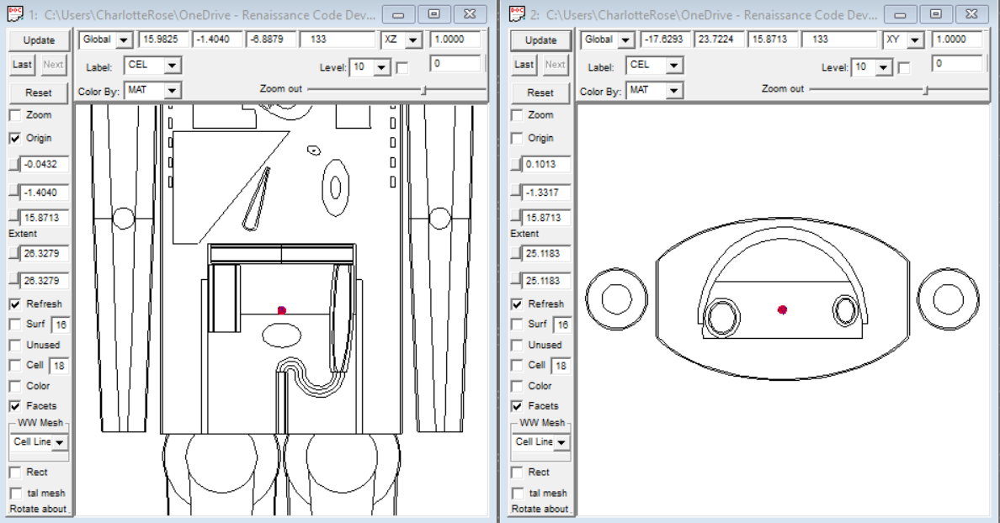 1: C:\Users\CharlotteRose\OneDrive - Renaissance Code Dev...
Update Global 15.9825 -1.4040 -6.8879 133 XZ 1.0000
Last Next Label: CEL Level: 10 0
Reset Color By: MAT Zoom out
Zoom
Origin
-0.0432
-1.4040
15.8713
Extent
26.3279
26.3279
Refresh
Surf 16
Unused
Cell 18
Color
Facets
WW Mesh
Cell Line
Rect
tal mesh
Rotate about
2: C:\Users\CharlotteRose\OneDrive - Renaissance Code Dev...
Update Global -17.6293 23.7224 15.8713 133 XY 1.0000
Last Next Label: CEL Level: 10 0
Reset Color By: MAT Zoom out
Zoom
Origin
0.1013
-1.3317
15.8713
Extent
25.1183
25.1183
Refresh
Surf 16
Unused
Cell 18
Color
Facets
WW Mesh
Cell Line
Rect
tal mesh
Rotate about